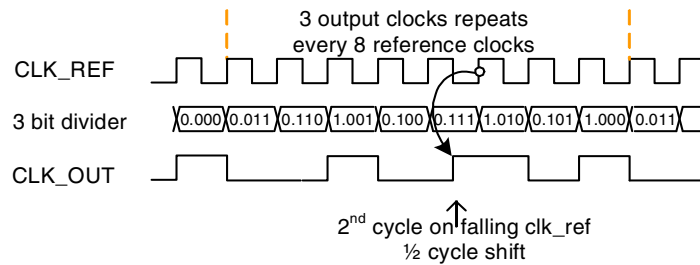 3 output clocks repeats
every 8 reference clocks
CLK_REF
3 bit divider
0.000 0.011 0.110 1.001 0.100 0.111 1.010 0.101 1.000 0.011
CLK_OUT
2nd cycle on falling clk_ref
½ cycle shift